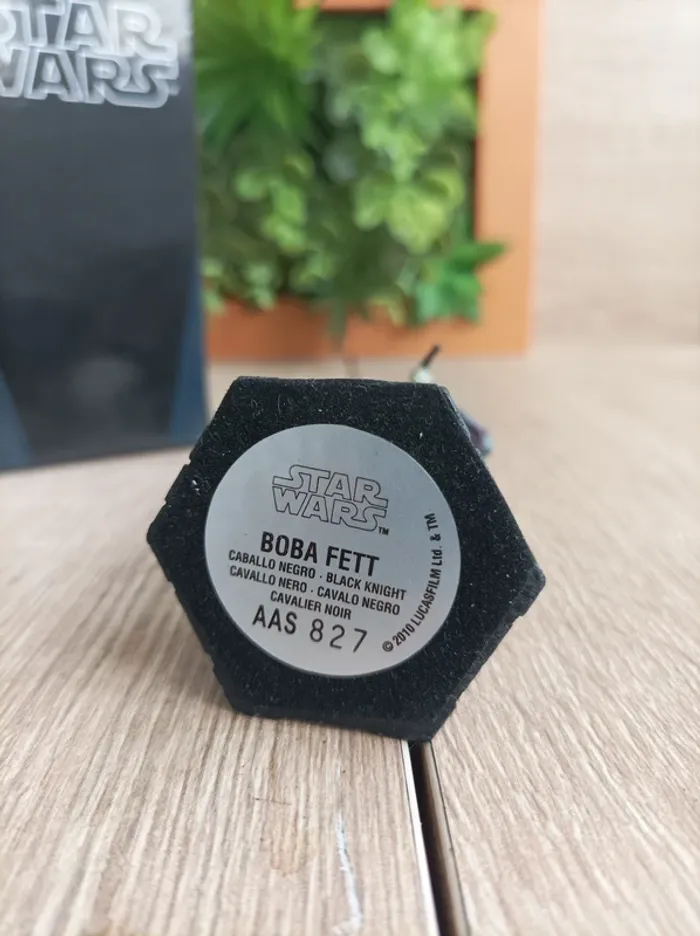 STAR
WARS
STAR
WARS™
BOBA FETT
CABALLO NEGRO · BLACK KNIGHT
CAVALLO NERO · CAVALO NEGRO
CAVALIER NOIR
AAS 827
© 2010 LUCASFILM Ltd. & TM